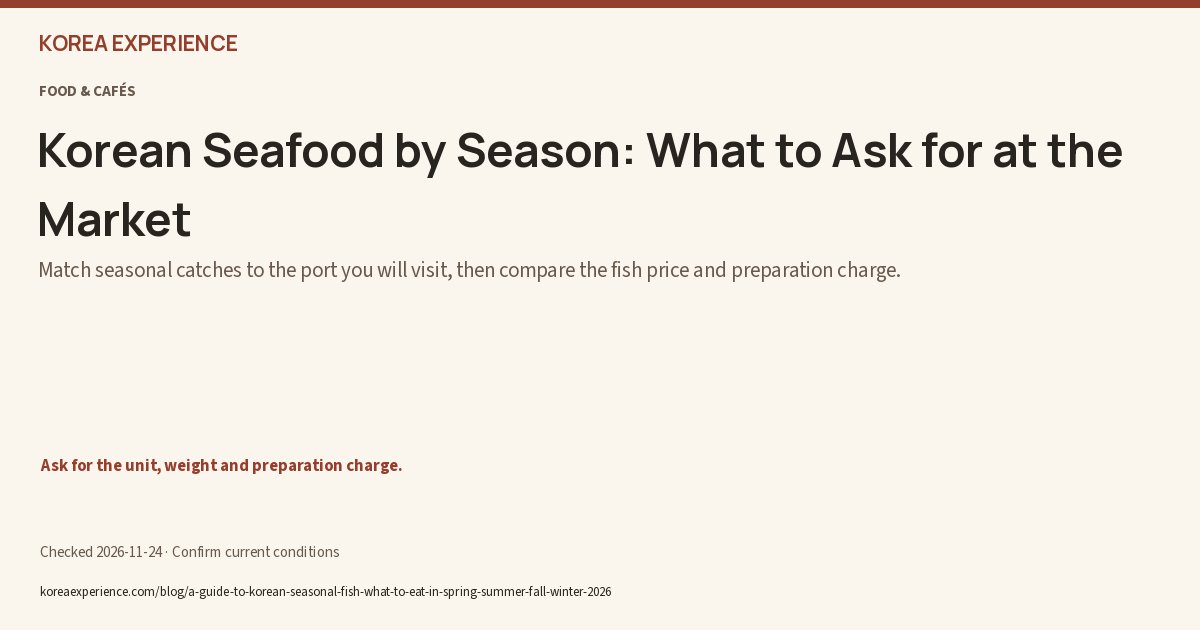 KOREA EXPERIENCE
FOOD & CAFÉS
Korean Seafood by Season: What to Ask for at the
Market
Match seasonal catches to the port you will visit, then compare the fish price and preparation charge.
Ask for the unit, weight and preparation charge.
Checked 2026-11-24 · Confirm current conditions
koreaexperience.com/blog/a-guide-to-korean-seasonal-fish-what-to-eat-in-spring-summer-fall-winter-2026